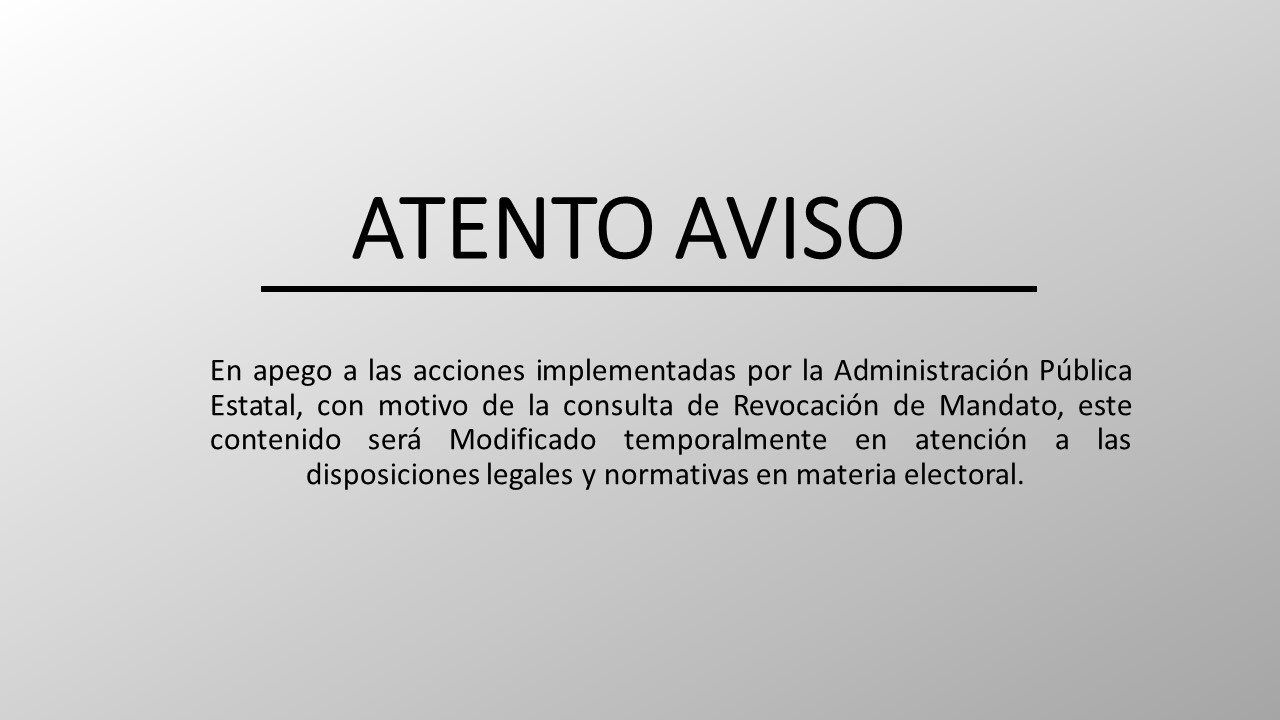 ATENTO AVISO
En apego a las acciones implementadas por la Administración Pública
Estatal, con motivo de la consulta de Revocación de Mandato, este
contenido será Modificado temporalmente en atención a las
disposiciones legales y normativas en materia electoral.